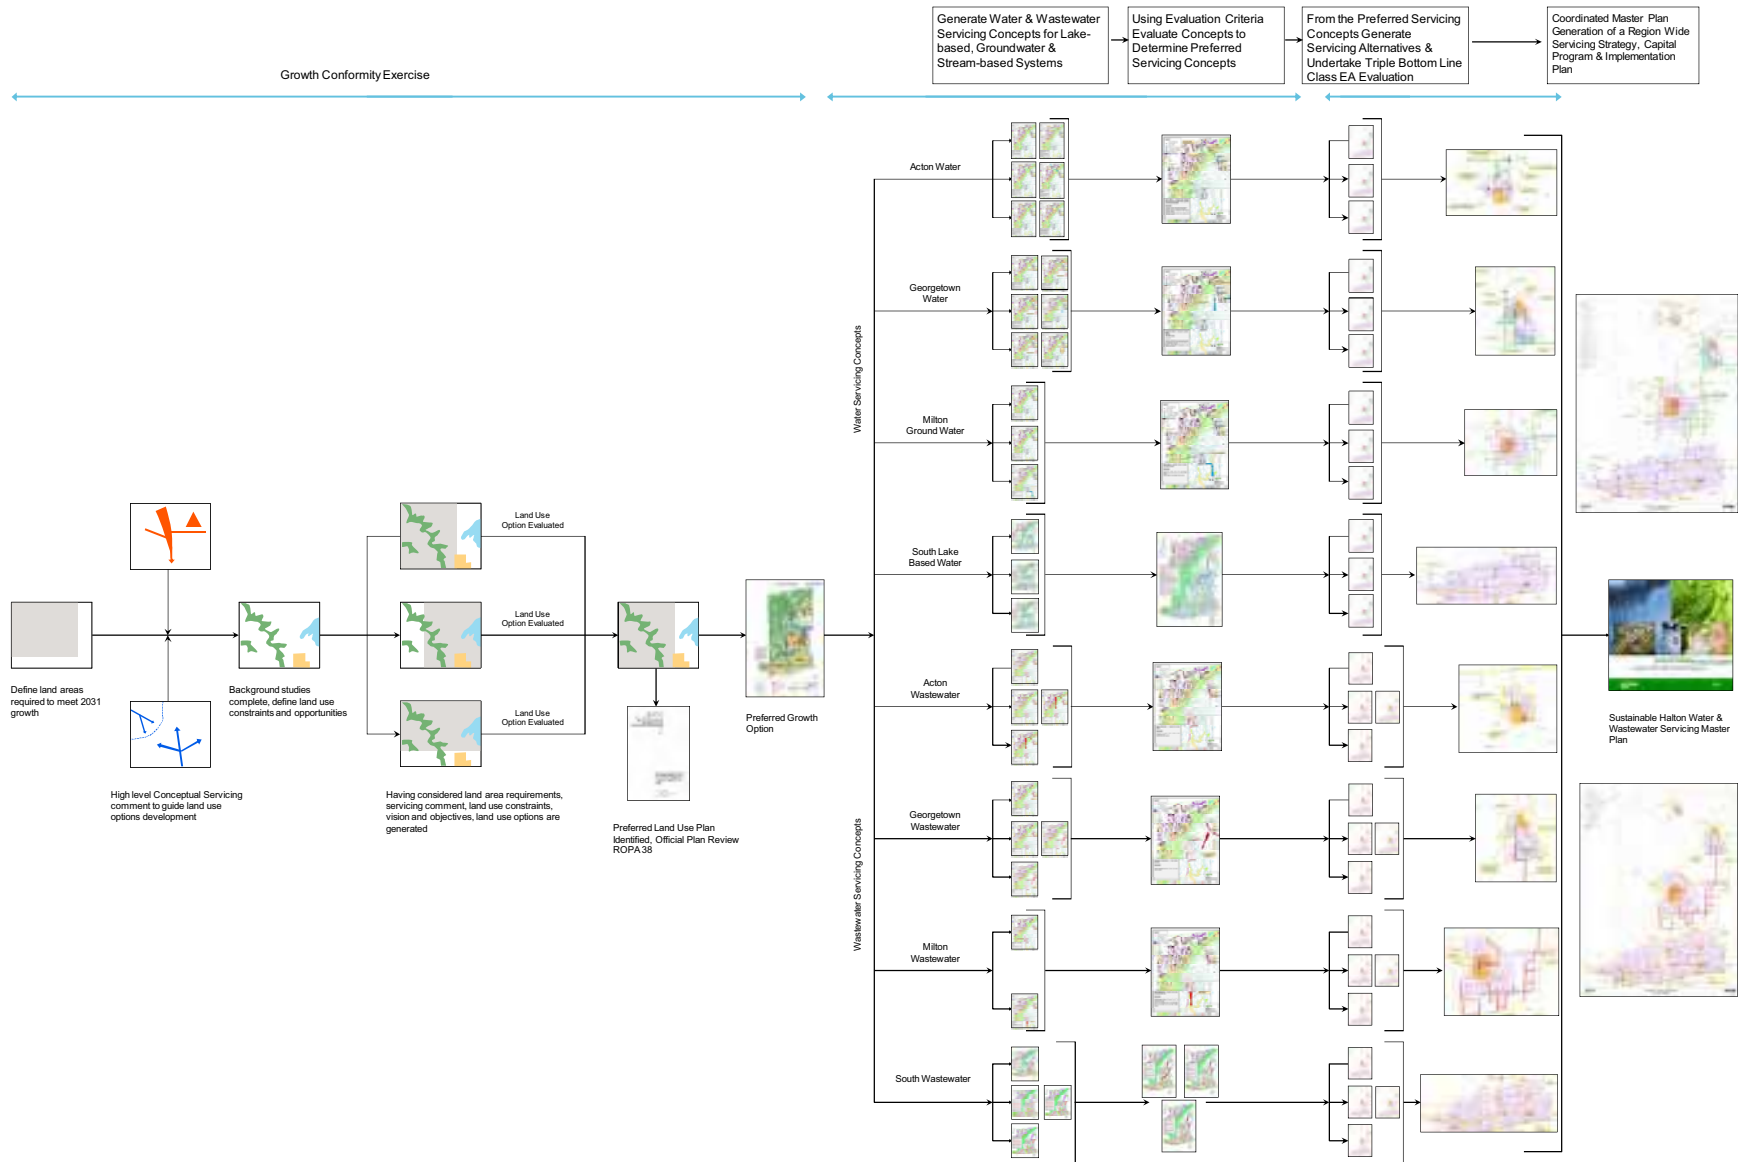 Generate Water & Wastewater
Servicing Concepts for Lake-
based, Groundwater &
Stream-based Systems
Using Evaluation Criteria
Evaluate Concepts to
Determine Preferred
Servicing Concepts
From the Preferred Servicing
Concepts Generate
Servicing Alternatives &
Undertake Triple Bottom Line
Class EA Evaluation
Coordinated Master Plan
Generation of a Region Wide
Servicing Strategy, Capital
Program & Implementation
Plan
Growth Conformity Exercise
Define land areas
required to meet 2031
growth
High level Conceptual Servicing
comment to guide land use
options development
Background studies
complete, define land use
constraints and opportunities
Land Use
Option Evaluated
Land Use
Option Evaluated
Land Use
Option Evaluated
Having considered land area requirements,
servicing comment, land use constraints,
vision and objectives, land use options are
generated
Preferred Land Use Plan
Identified, Official Plan Review
ROPA 38
Preferred Growth
Option
Water Servicing Concepts
Acton Water
Georgetown
Water
Milton
Ground Water
South Lake
Based Water
Wastewater Servicing Concepts
Acton
Wastewater
Georgetown
Wastewater
Milton
Wastewater
South Wastewater
Sustainable Halton Water &
Wastewater Servicing Master
Plan